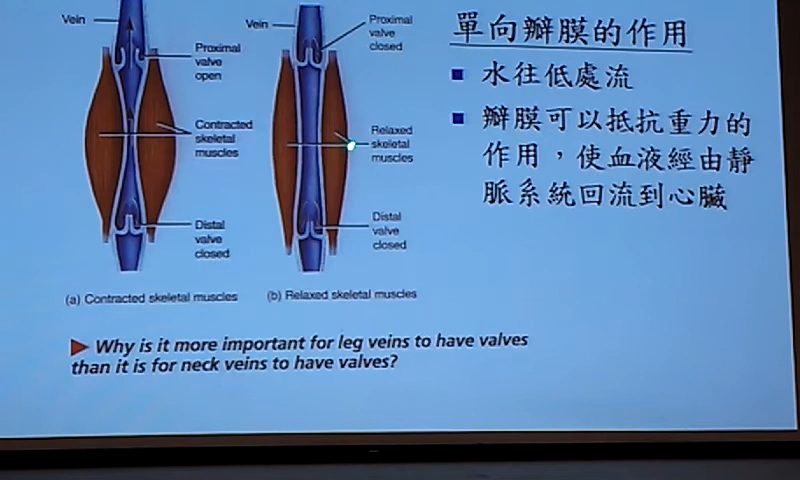 Vein
Proximal
valve
open
Contracted
skeletal
muscles
Distal
valve
closed
(a) Contracted skeletal muscles
Vein
Proximal
valve
closed
Relaxed
skeletal
muscles
Distal
valve
closed
(b) Relaxed skeletal muscles
Why is it more important for leg veins to have valves
than it is for neck veins to have valves?
單向瓣膜的作用
水往低處流
瓣膜可以抵抗重力的
作用，使血液經由靜
脈系統回流到心臟